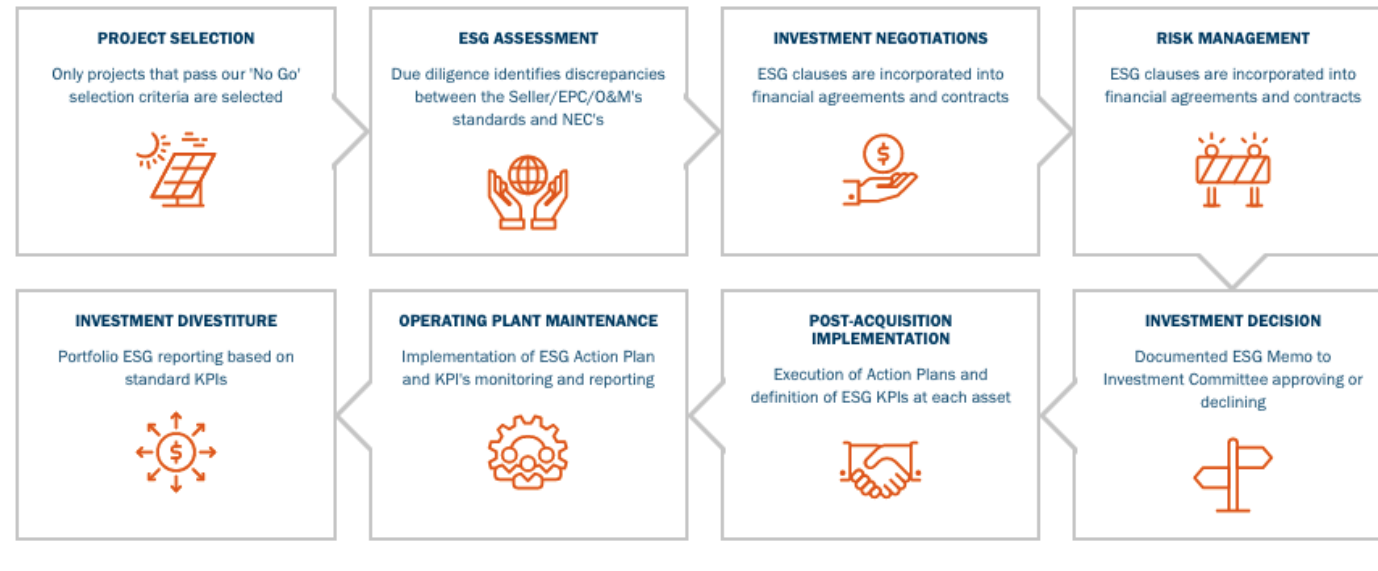 PROJECT SELECTION
Only projects that pass our 'No Go'
selection criteria are selected
ESG ASSESSMENT
Due diligence identifies discrepancies
between the Seller/EPC/O&M's
standards and NEC's
INVESTMENT NEGOTIATIONS
ESG clauses are incorporated into
financial agreements and contracts
$
RISK MANAGEMENT
ESG clauses are incorporated into
financial agreements and contracts
INVESTMENT DECISION
Documented ESG Memo to
Investment Committee approving or
declining
POST-ACQUISITION
IMPLEMENTATION
Execution of Action Plans and
definition of ESG KPIs at each asset
OPERATING PLANT MAINTENANCE
Implementation of ESG Action Plan
and KPI's monitoring and reporting
INVESTMENT DIVESTITURE
Portfolio ESG reporting based on
standard KPIs
$